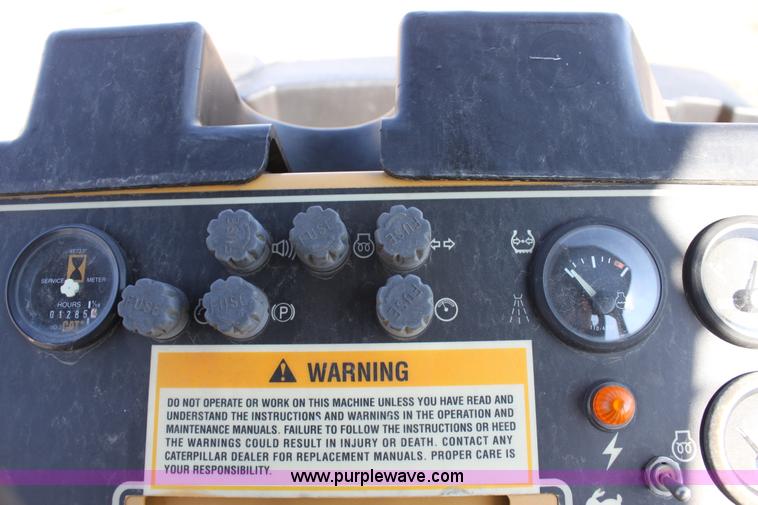 SERVICE METER
HOURS 1/10
01285
CAT
FUSE
FUSE
FUSE
FUSE
FUSE
FUSE
P
WARNING
DO NOT OPERATE OR WORK ON THIS MACHINE UNLESS YOU HAVE READ AND
UNDERSTAND THE INSTRUCTIONS AND WARNINGS IN THE OPERATION AND
MAINTENANCE MANUALS. FAILURE TO FOLLOW THE INSTRUCTIONS OR HEED
THE WARNINGS COULD RESULT IN INJURY OR DEATH. CONTACT ANY
CATERPILLAR DEALER FOR REPLACEMENT MANUALS. PROPER CARE IS
YOUR RESPONSIBILITY.
www.purplewave.com